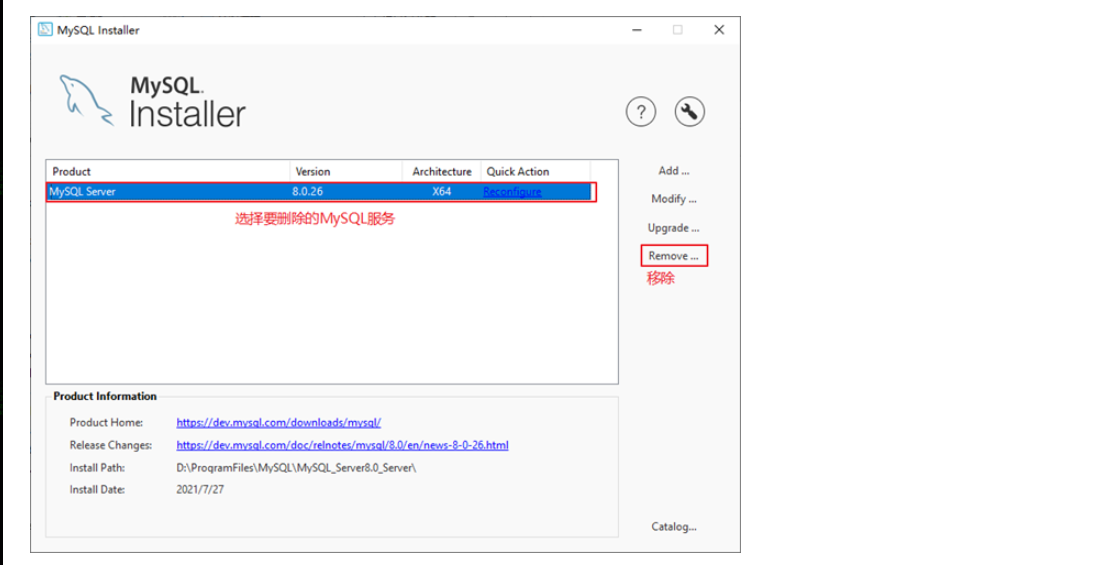 MySQL Installer
MySQL.
Installer
?
Product Version Architecture Quick Action
MySQL Server 8.0.26 X64 Reconfigure
选择要删除的MySQL服务
Add ...
Modify ...
Upgrade ...
Remove ...
移除
Product Information
Product Home: https://dev.mysql.com/downloads/mysql/
Release Changes: https://dev.mysql.com/doc/relnotes/mysql/8.0/en/news-8-0-26.html
Install Path: D:\ProgramFiles\MySQL\MySQL_Server8.0_Server\
Install Date: 2021/7/27
Catalog...